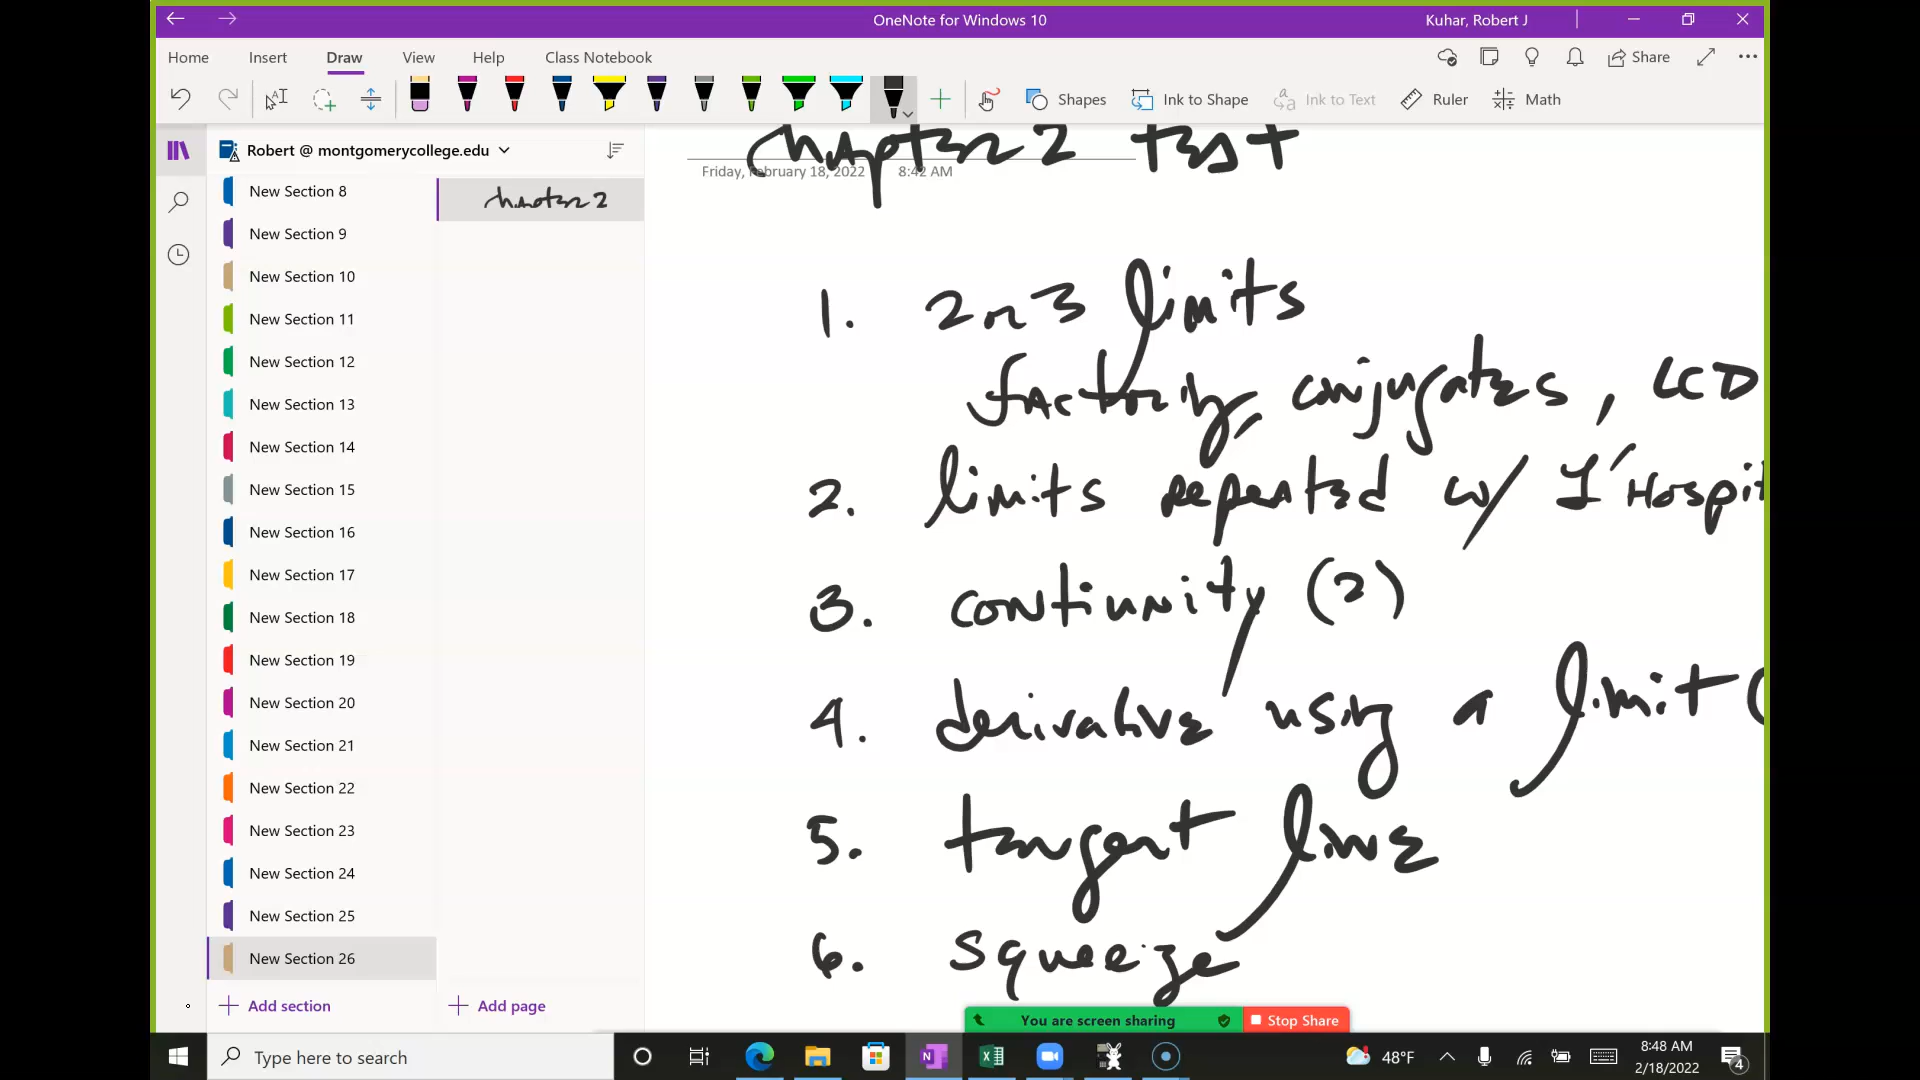 OneNote for Windows 10
Kuhar, Robert J
Home Insert Draw View Help Class Notebook
Share
Shapes Ink to Shape Ink to Text Ruler Math
Robert @ montgomerycollege.edu
New Section 8
New Section 9
New Section 10
New Section 11
New Section 12
New Section 13
New Section 14
New Section 15
New Section 16
New Section 17
New Section 18
New Section 19
New Section 20
New Section 21
New Section 22
New Section 23
New Section 24
New Section 25
New Section 26
Add section
chapter 2
Add page
chapter 2 test
Friday, February 18, 2022 8:42 AM
1. 2 or 3 limits
factoring, conjugates, LCD
2. limits repeated w/ L'Hospit
3. continuity (2)
4. derivative using a limit (
5. tangent line
6. squeeze
You are screen sharing Stop Share
Type here to search
48°F
8:48 AM
2/18/2022
4